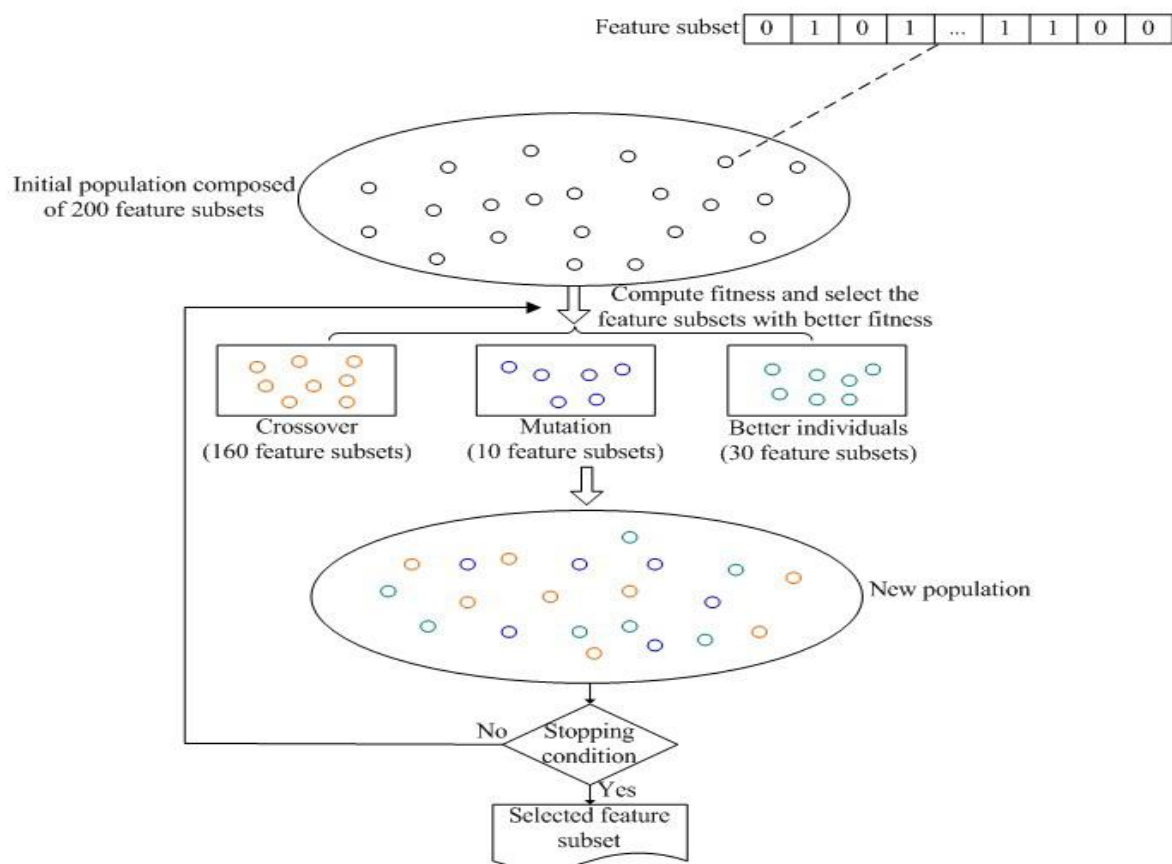 Feature subset 0 1 0 1 ... 1 1 0 0
Initial population composed
of 200 feature subsets
Compute fitness and select the
feature subsets with better fitness
Crossover
(160 feature subsets)
Mutation
(10 feature subsets)
Better individuals
(30 feature subsets)
New population
No
Stopping
condition
Yes
Selected feature
subset